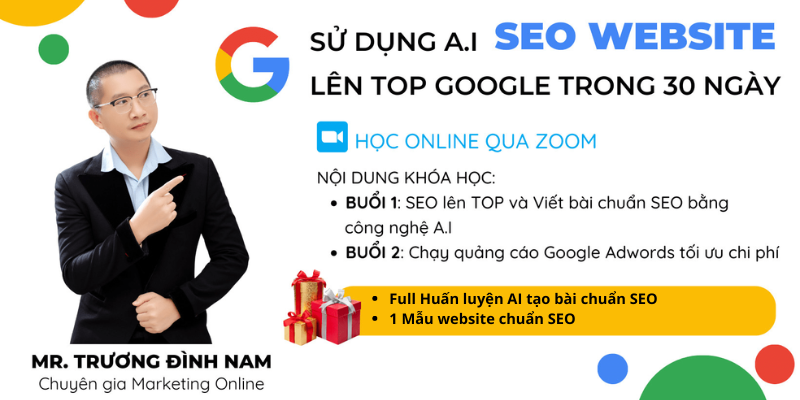 SỬ DỤNG A.I SEO WEBSITE
LÊN TOP GOOGLE TRONG 30 NGÀY
HỌC ONLINE QUA ZOOM
NỘI DUNG KHÓA HỌC:
• BUỔI 1: SEO lên TOP và Viết bài chuẩn SEO bằng
công nghệ A.I
• BUỔI 2: Chạy quảng cáo Google Adwords tối ưu chi phí
• Full Huấn luyện AI tạo bài chuẩn SEO
• 1 Mẫu website chuẩn SEO
MR. TRƯƠNG ĐÌNH NAM
Chuyên gia Marketing Online